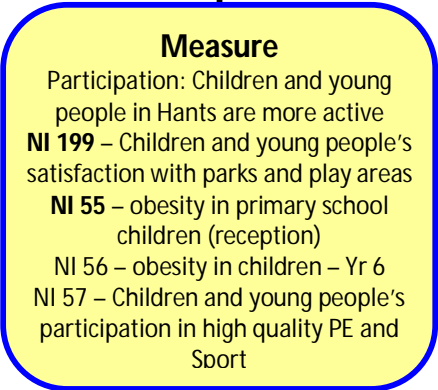 Measure
Participation: Children and young
people in Hants are more active
NI 199 – Children and young people's
satisfaction with parks and play areas
NI 55 – obesity in primary school
children (reception)
NI 56 – obesity in children – Yr 6
NI 57 – Children and young people's
participation in high quality PE and
Sport